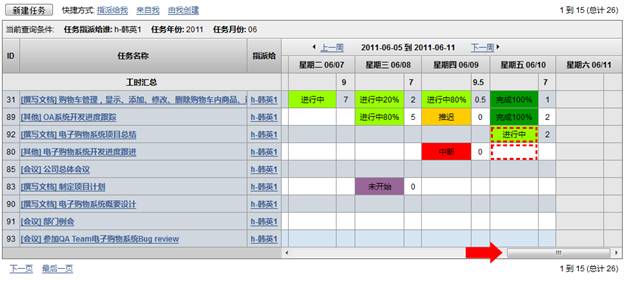 新建任务 快捷方式: 指派给我 来自我 由我创建 1 到 15 (总计 26)
当前查询条件: 任务指派给谁: h-韩英1 任务年份: 2011 任务月份: 06
ID 任务名称 指派给 上一周 2011-06-05 到 2011-06-11 下一周
星期二 06/07 星期三 06/08 星期四 06/09 星期五 06/10 星期六 06/11
工时汇总 9 7 9.5 7
31 [撰写文档] 购物车管理，显示、添加、修改、删除购物车内商品、 h-韩英1 进行中 7 进行中20% 2 进行中80% 0.5 完成100% 1
89 [其他] OA系统开发进度跟踪 h-韩英1 进行中80% 5 推迟 0 完成100% 2
92 [撰写文档] 电子购物系统项目总结 h-韩英1 进行中 2
80 [其他] 电子购物系统开发进度跟进 h-韩英1 中断 0
85 [会议] 公司总体会议 h-韩英1
83 [撰写文档] 制定项目计划 h-韩英1 未开始 0
90 [撰写文档] 电子购物系统概要设计 h-韩英1
91 [会议] 部门例会 h-韩英1
93 [会议] 参加QA Team电子购物系统Bug review h-韩英1
下一页 最后一页 1 到 15 (总计 26)